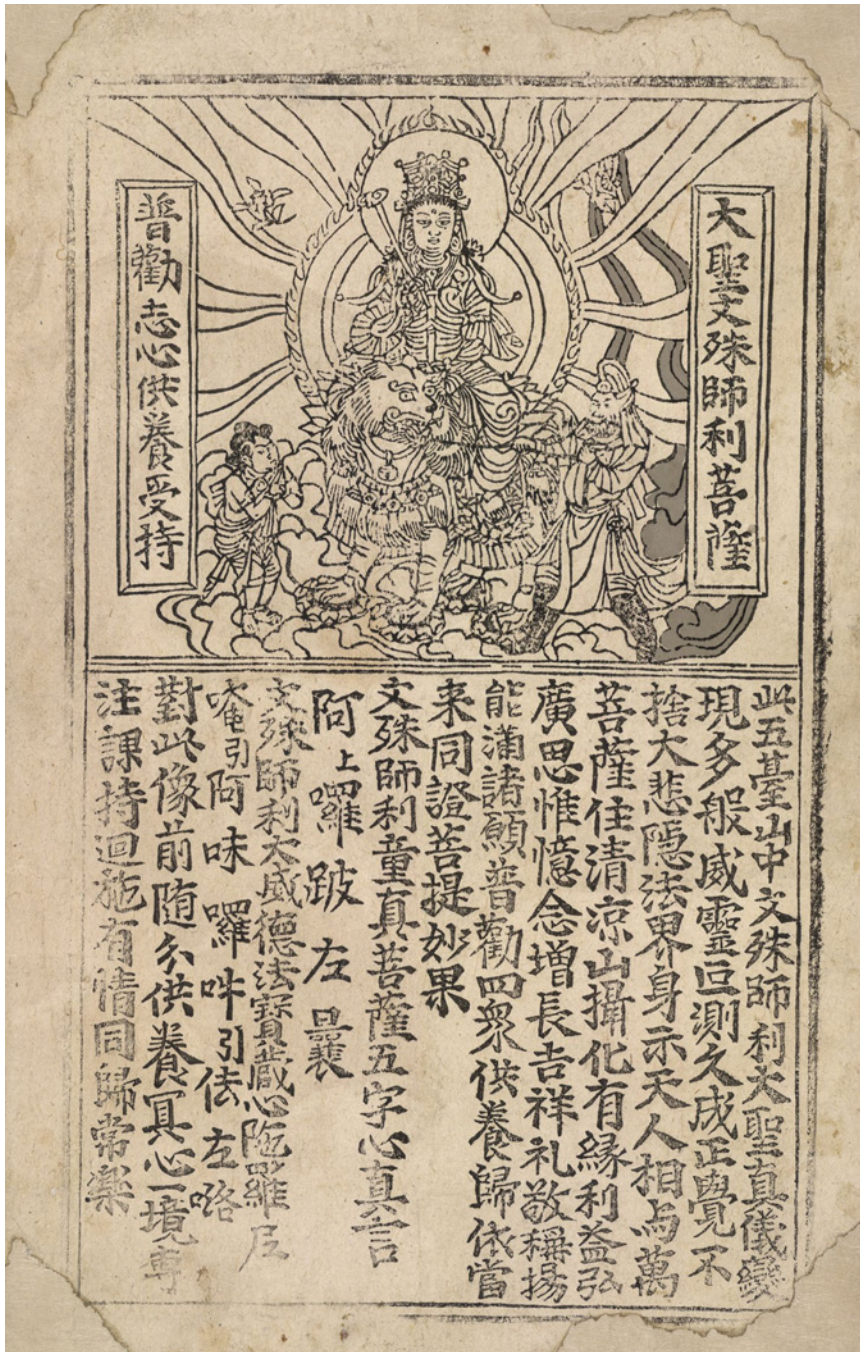 大聖文殊師利菩薩
普勸志心供養受持
此五臺山中文殊師利大聖真儀變
現多般威靈叵測久成正覺不
捨大悲隱法界身示天人相与萬
菩薩住清凉山攝化有緣利益弘
廣思惟憶念增長吉祥礼敬稱揚
能滿諸願普勸四衆供養歸依當
来同證菩提妙果
文殊師利童真菩薩五字心真言
阿上囉跛左曩
文殊師利大威德法寶藏心陁羅尼
唵引阿味囉吽引佉左咯
對此像前随分供養冥心一境專
注課持迴施有情同歸常樂